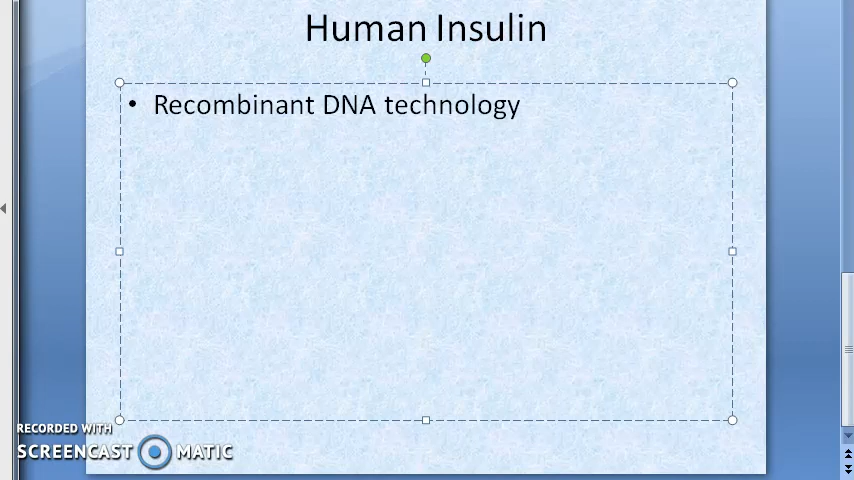 Human Insulin
• Recombinant DNA technology
RECORDED WITH
SCREENCAST MATIC